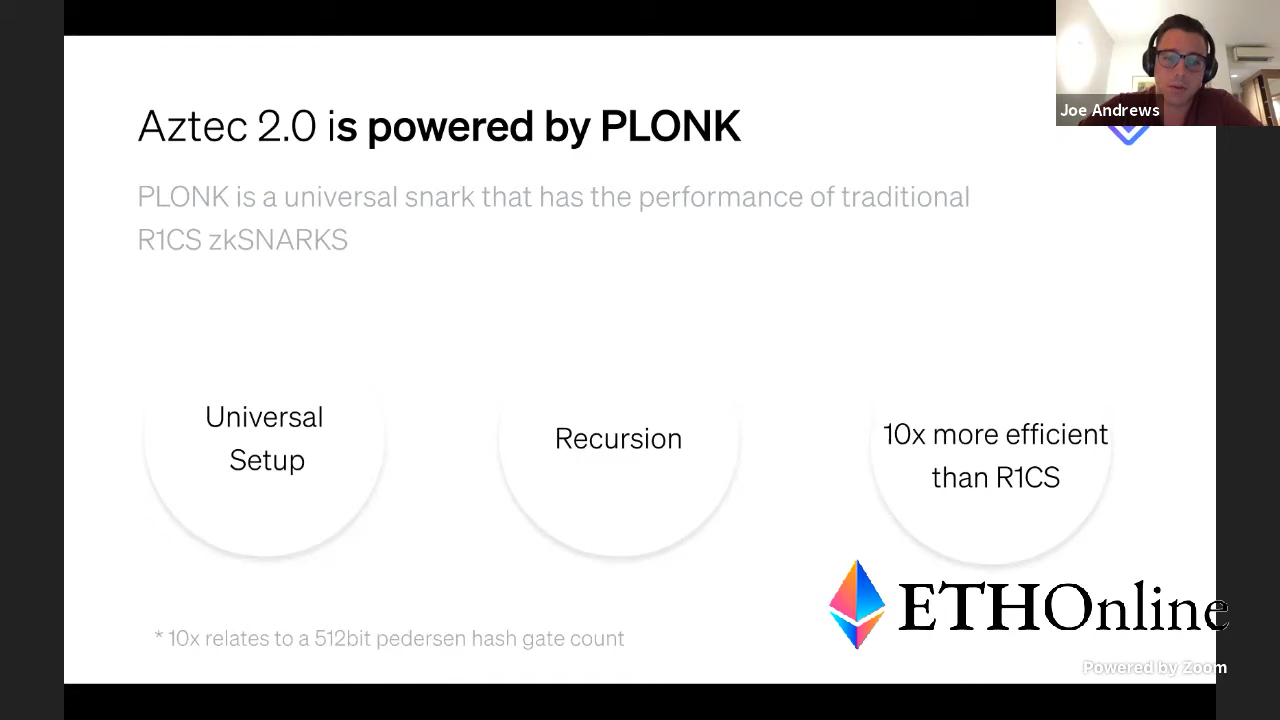 Joe Andrews
Aztec 2.0 is powered by PLONK
PLONK is a universal snark that has the performance of traditional
R1CS zkSNARKS
Universal
Setup
Recursion
10x more efficient
than R1CS
* 10x relates to a 512bit pedersen hash gate count
ETHOnline
Powered by Zoom